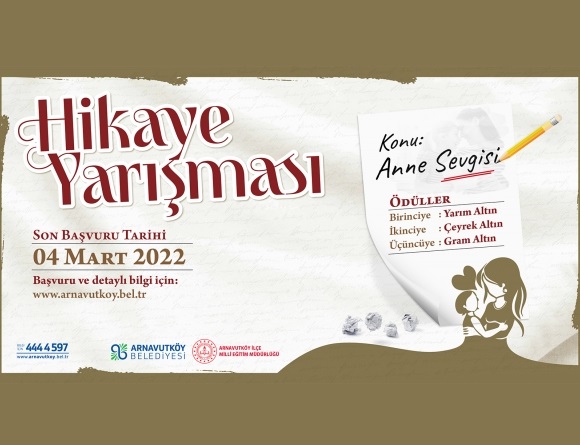 Hikaye
Yarışması
Son Başvuru Tarihi
04 Mart 2022
Başvuru ve detaylı bilgi için:
www.arnavutkoy.bel.tr
Konu:
Anne Sevgisi
Ödüller
Birinciye : Yarım Altın
İkinciye : Çeyrek Altın
Üçüncüye : Gram Altın
444 4 597
www.arnavutkoy.bel.tr
ARNAVUTKÖY
BELEDİYESİ
ARNAVUTKÖY İLÇE
MİLLİ EĞİTİM MÜDÜRLÜĞÜ